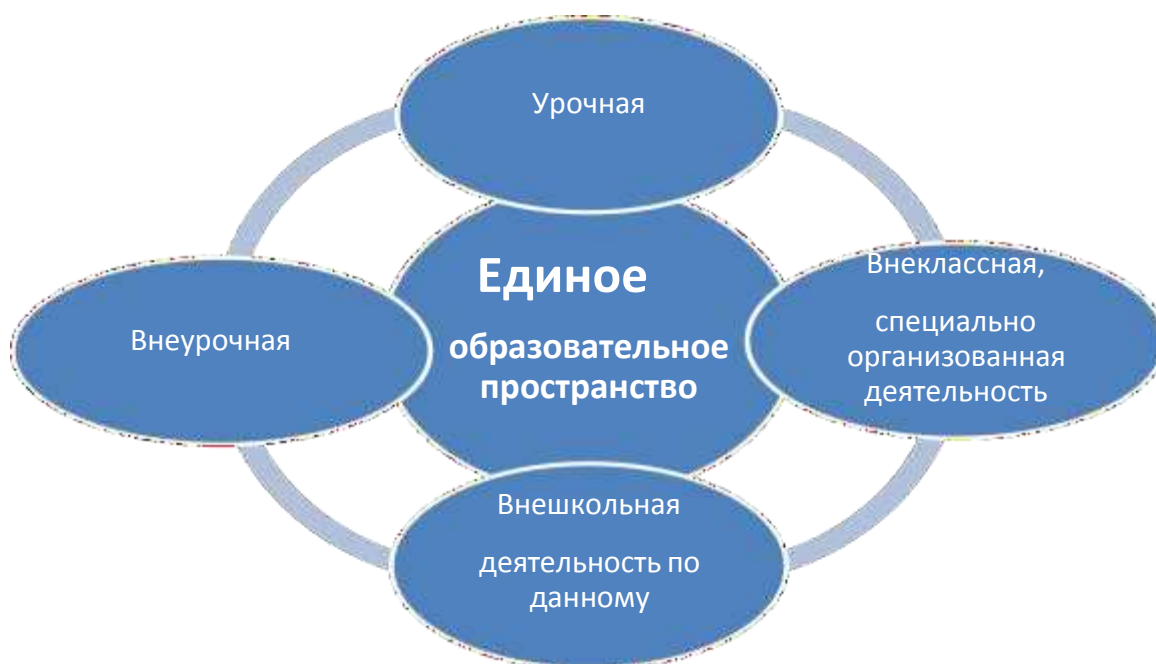 Урочная
Внеклассная,
специально
организованная
деятельность
Единое
образовательное
пространство
Внеурочная
Внешкольная
деятельность по
данному